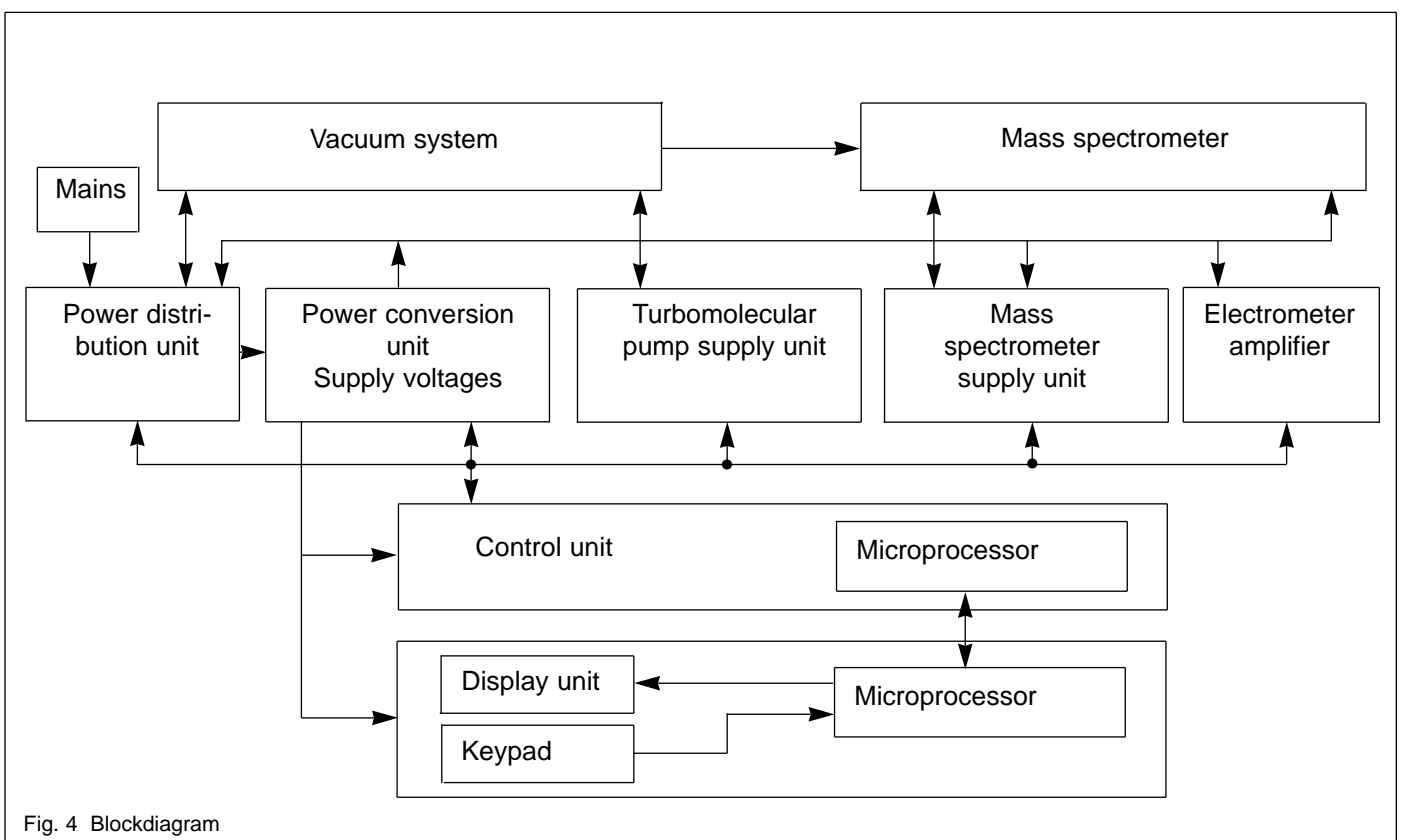 Vacuum system
Mass spectrometer
Mains
Power distri-
bution unit
Power conversion
unit
Supply voltages
Turbomolecular
pump supply unit
Mass
spectrometer
supply unit
Electrometer
amplifier
Control unit
Microprocessor
Display unit
Microprocessor
Keypad
Fig. 4 Blockdiagram